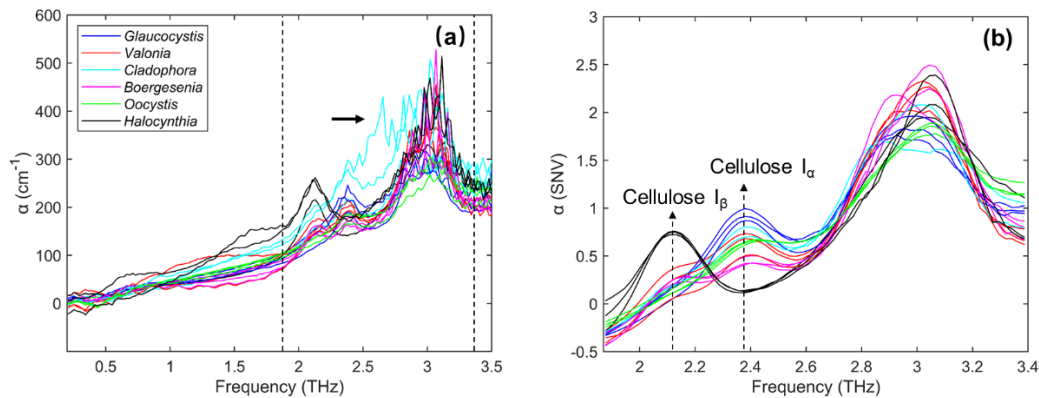 (a)
Glaucocystis
Valonia
Cladophora
Boergesenia
Oocystis
Halocynthia
600
500
400
300
200
100
0
α (cm⁻¹)
0.5
1
1.5
2
2.5
3
3.5
Frequency (THz)
(b)
Cellulose Iα
Cellulose Iβ
3
2.5
2
1.5
1
0.5
0
-0.5
α (SNV)
2
2.2
2.4
2.6
2.8
3
3.2
3.4
Frequency (THz)